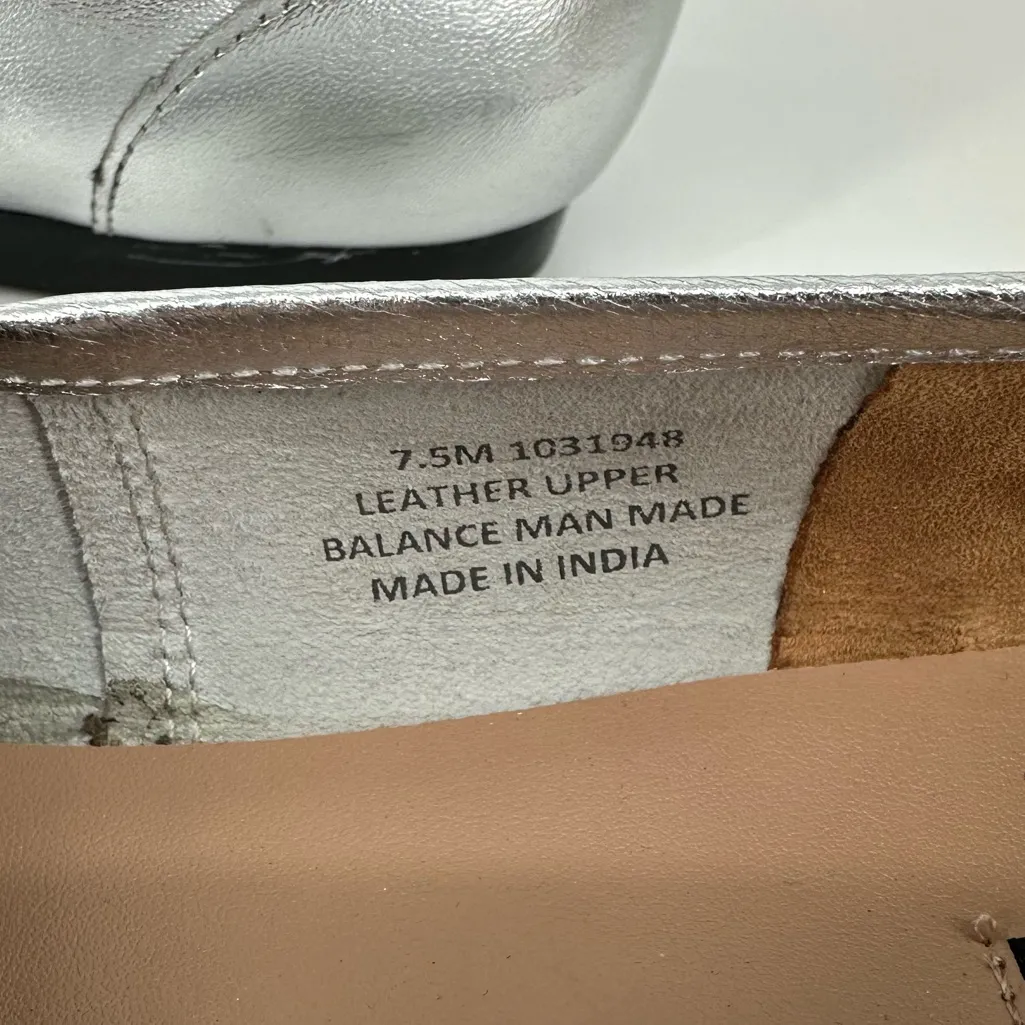 7.5M 1031948
LEATHER UPPER
BALANCE MAN MADE
MADE IN INDIA